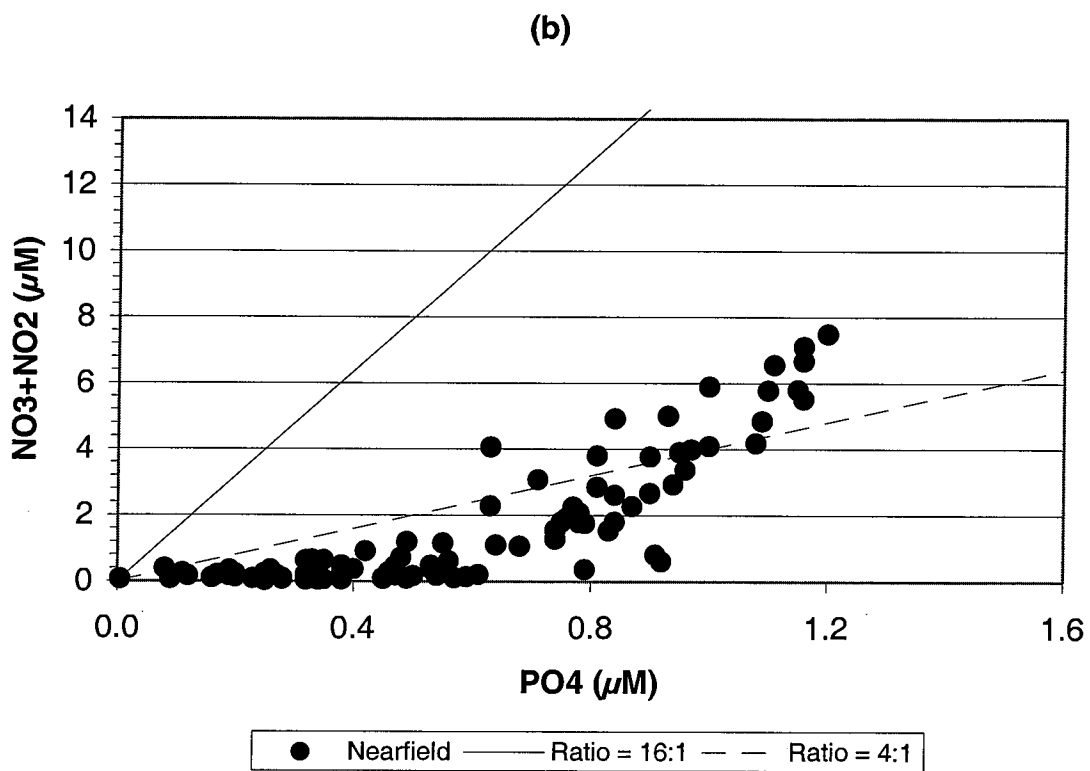 (b)
14
12
10
8
6
4
2
0
NO3+NO2 (µM)
0.0 0.4 0.8 1.2 1.6
PO4 (µM)
Nearfield Ratio = 16:1 Ratio = 4:1